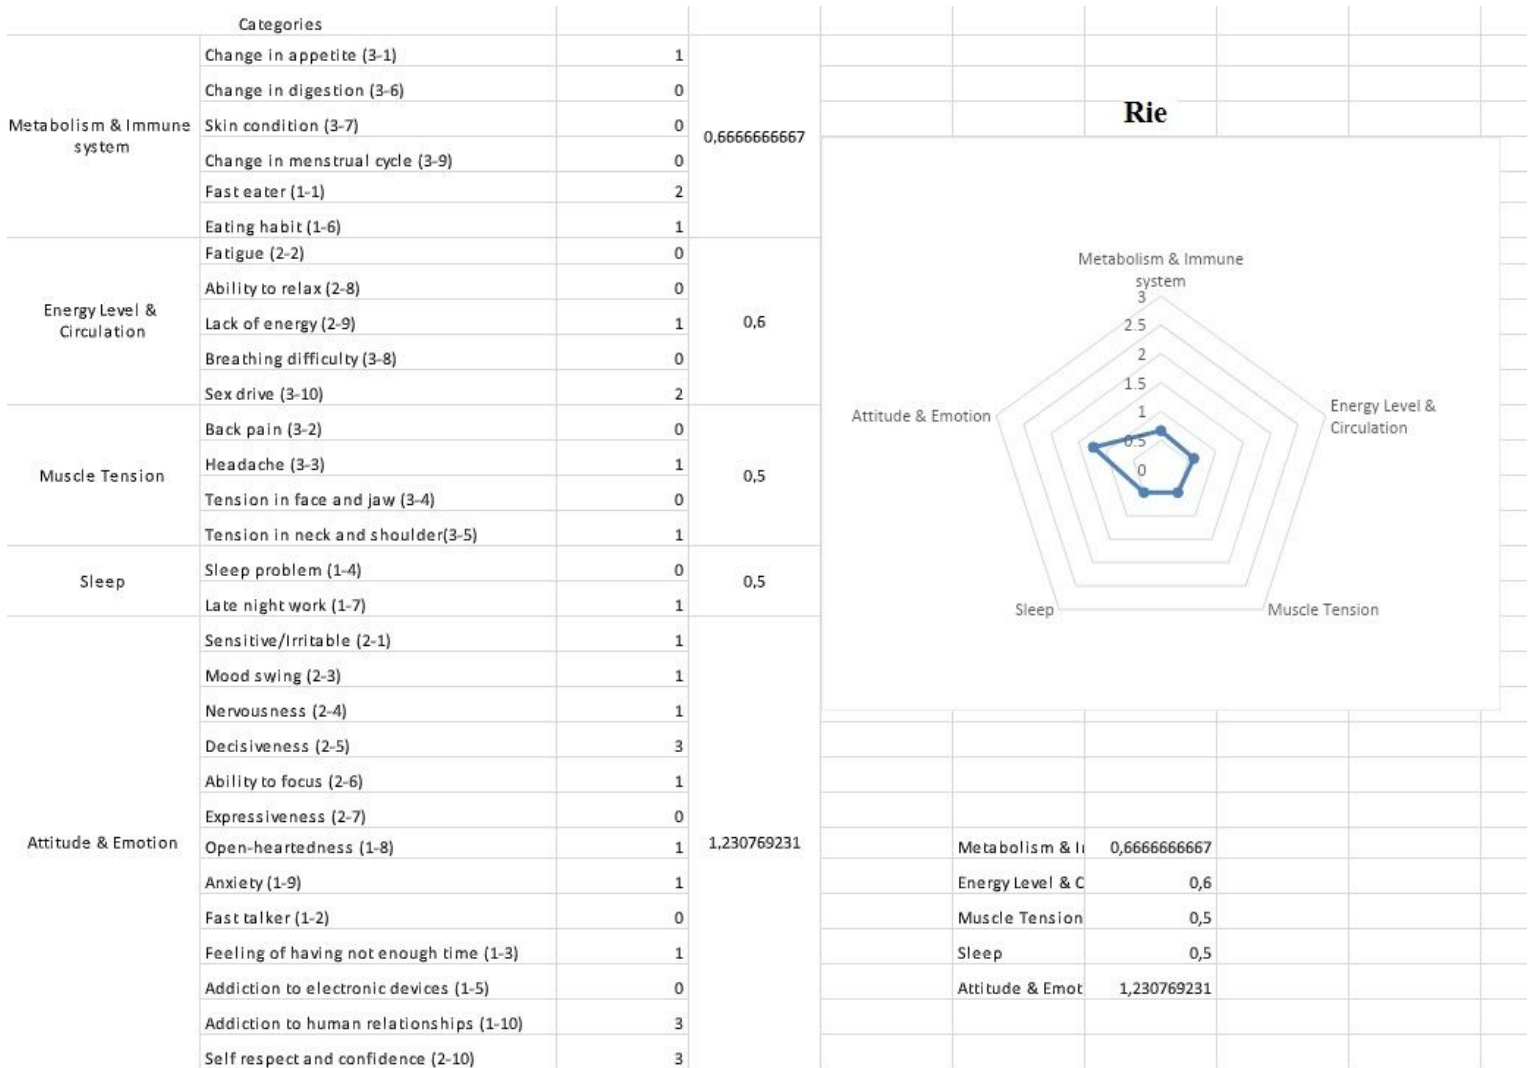 Categories
Metabolism & Immune
system
Change in appetite (3-1) 1
Change in digestion (3-6) 0
Skin condition (3-7) 0
Change in menstrual cycle (3-9) 0
Fast eater (1-1) 2
Eating habit (1-6) 1
0,6666666667
Energy Level &
Circulation
Fatigue (2-2) 0
Ability to relax (2-8) 0
Lack of energy (2-9) 1
Breathing difficulty (3-8) 0
Sex drive (3-10) 2
0,6
Muscle Tension
Back pain (3-2) 0
Headache (3-3) 1
Tension in face and jaw (3-4) 0
Tension in neck and shoulder(3-5) 1
0,5
Sleep
Sleep problem (1-4) 0
Late night work (1-7) 1
0,5
Attitude & Emotion
Sensitive/Irritable (2-1) 1
Mood swing (2-3) 1
Nervousness (2-4) 1
Decisiveness (2-5) 3
Ability to focus (2-6) 1
Expressiveness (2-7) 0
Open-heartedness (1-8) 1
Anxiety (1-9) 1
Fast talker (1-2) 0
Feeling of having not enough time (1-3) 1
Addiction to electronic devices (1-5) 0
Addiction to human relationships (1-10) 3
Self respect and confidence (2-10) 3
1,230769231
Rie
Metabolism & Immune
system
3
2.5
2
1.5
1
0.5
0
Energy Level &
Circulation
Attitude & Emotion
Sleep
Muscle Tension
Metabolism & I 0,6666666667
Energy Level & C 0,6
Muscle Tension 0,5
Sleep 0,5
Attitude & Emot 1,230769231